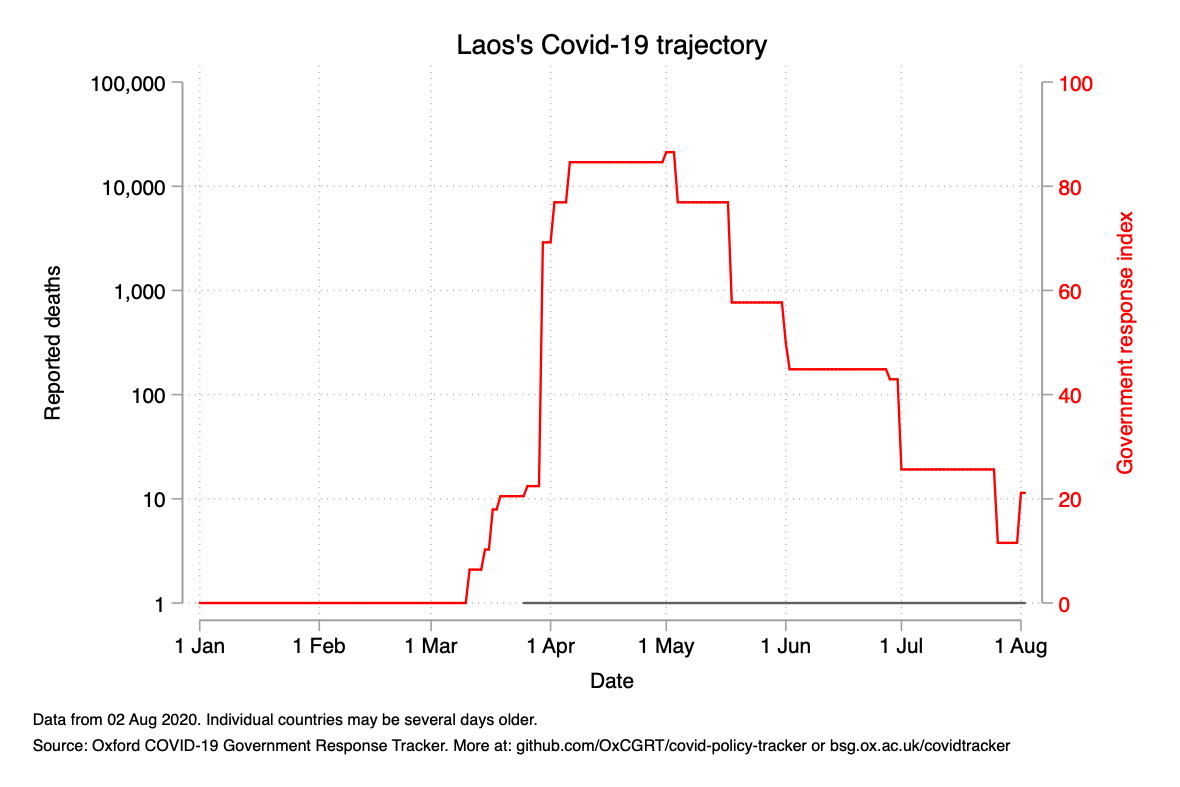 Laos's Covid-19 trajectory
100,000
10,000
1,000
100
10
1
Reported deaths
100
80
60
40
20
0
Government response index
1 Jan 1 Feb 1 Mar 1 Apr 1 May 1 Jun 1 Jul 1 Aug
Date
Data from 02 Aug 2020. Individual countries may be several days older.
Source: Oxford COVID-19 Government Response Tracker. More at: github.com/OxCGRT/covid-policy-tracker or bsg.ox.ac.uk/covidtracker